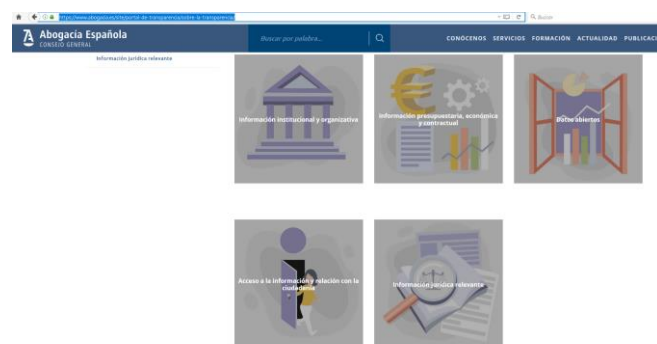 https://www.abogacia.es/site/portal-de-transparencia/sobre-la-transparencia/
Buscar
Abogacía Española
CONSEJO GENERAL
Buscar por palabra...
CONÓCENOS SERVICIOS FORMACIÓN ACTUALIDAD PUBLICACI
Información jurídica relevante
Información institucional y organizativa
Información presupuestaria, económica
y contractual
Datos abiertos
Acceso a la información y relación con la
ciudadanía
Información jurídica relevante